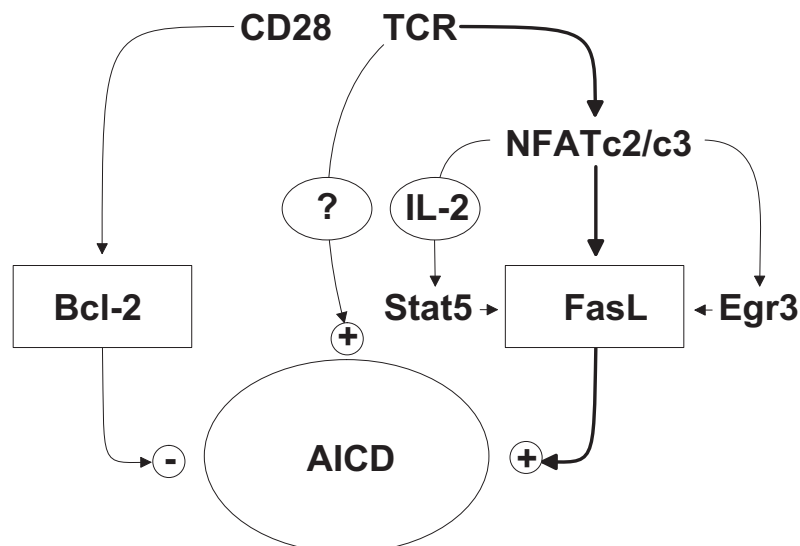 CD28 TCR
NFATc2/c3
? IL-2
Bcl-2 Stat5 FasL Egr3
+
- AICD +